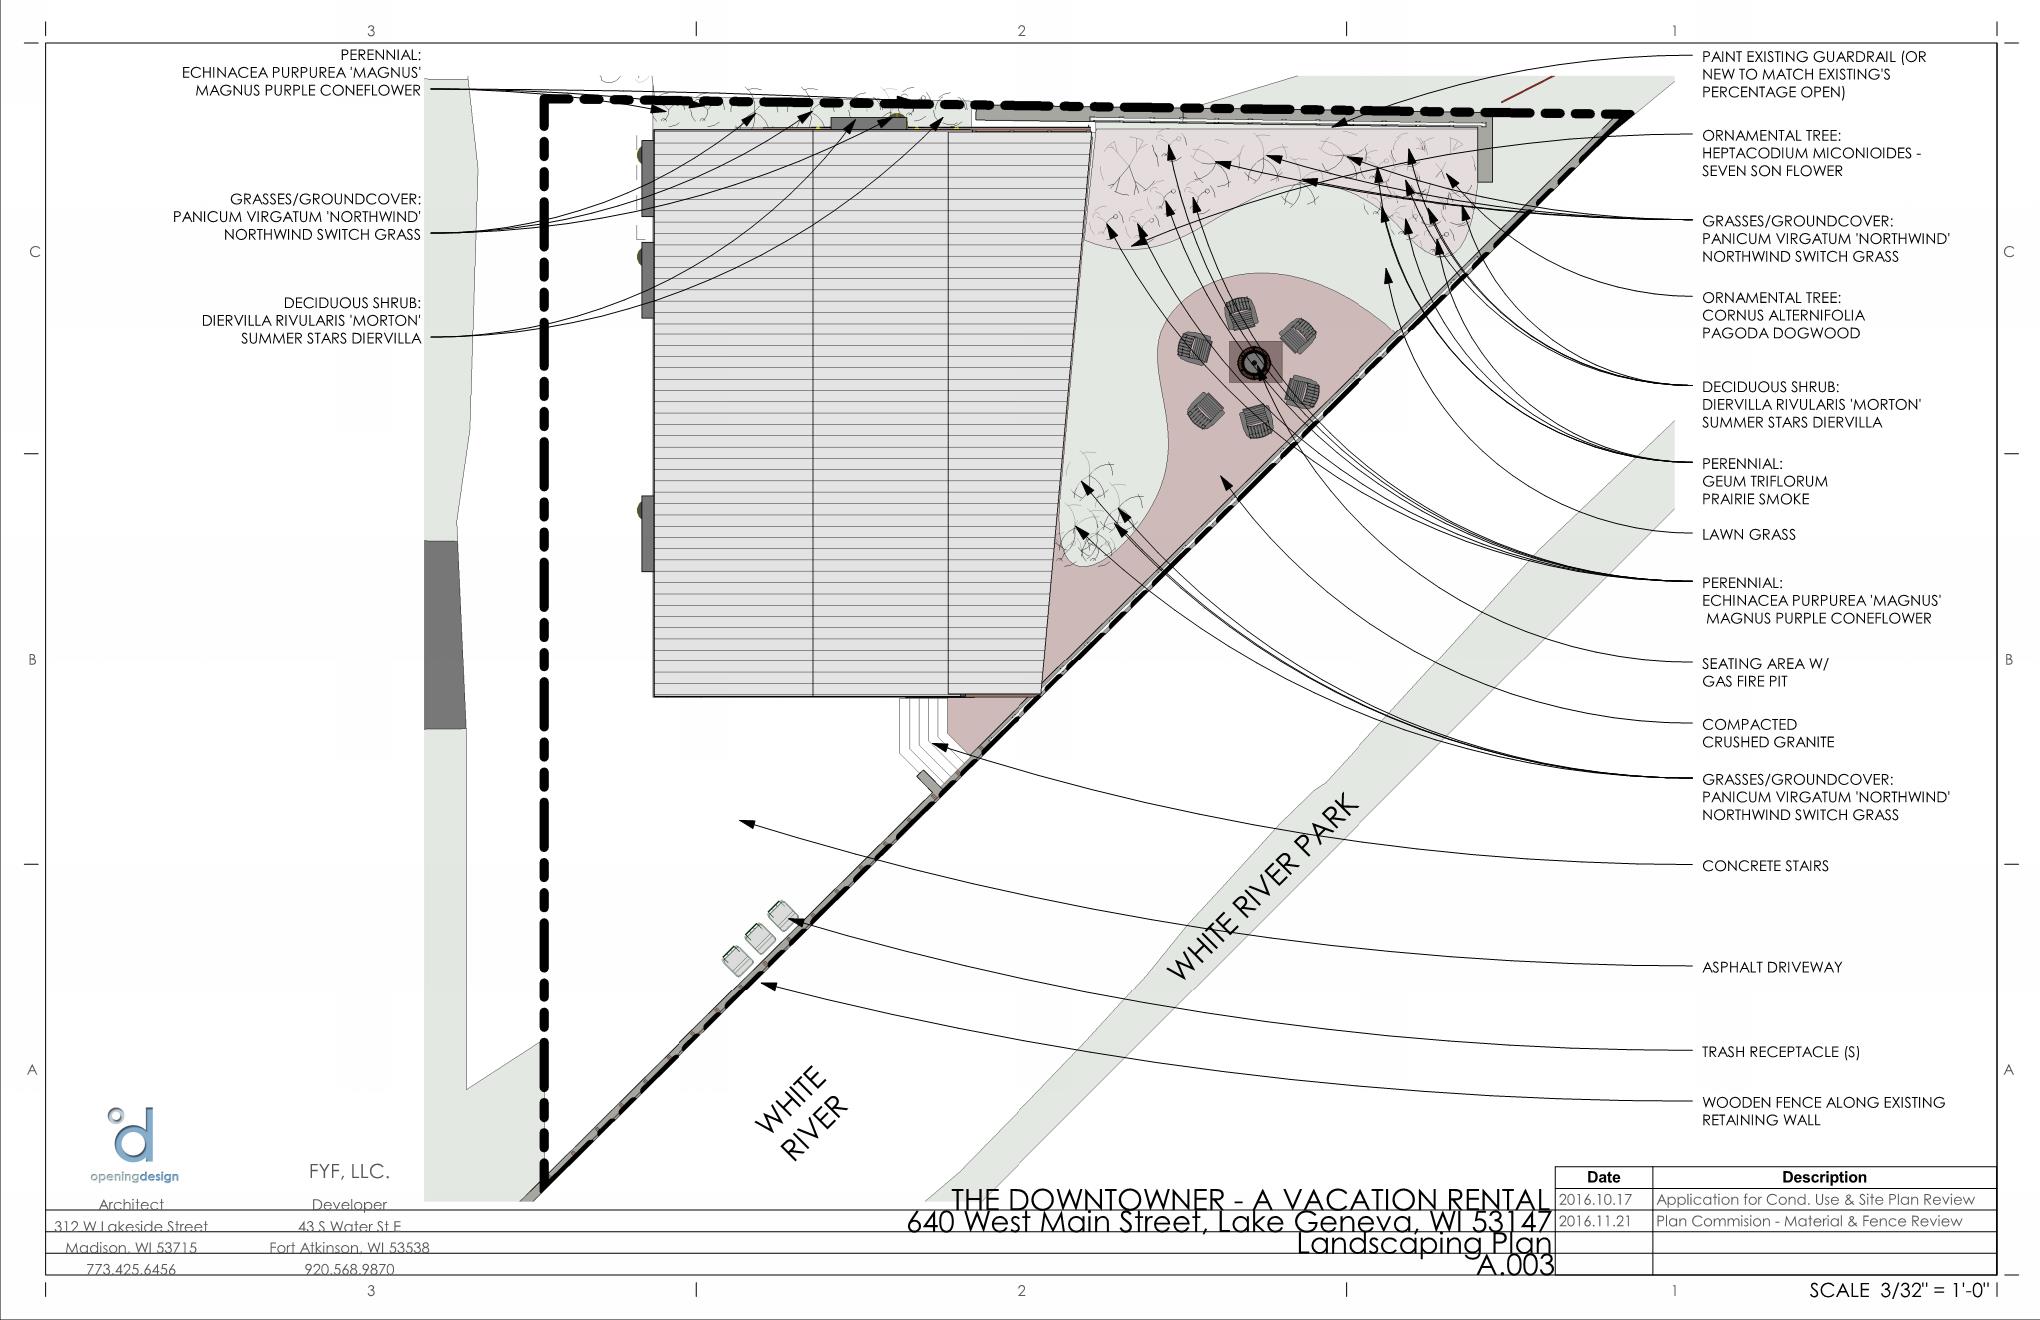 3
2
1
PERENNIAL:
ECHINACEA PURPUREA 'MAGNUS'
MAGNUS PURPLE CONEFLOWER
GRASSES/GROUNDCOVER:
PANICUM VIRGATUM 'NORTHWIND'
NORTHWIND SWITCH GRASS
DECIDUOUS SHRUB:
DIERVILLA RIVULARIS 'MORTON'
SUMMER STARS DIERVILLA
C
B
A
PAINT EXISTING GUARDRAIL (OR
NEW TO MATCH EXISTING'S
PERCENTAGE OPEN)
ORNAMENTAL TREE:
HEPTACODIUM MICONIOIDES -
SEVEN SON FLOWER
GRASSES/GROUNDCOVER:
PANICUM VIRGATUM 'NORTHWIND'
NORTHWIND SWITCH GRASS
ORNAMENTAL TREE:
CORNUS ALTERNIFOLIA
PAGODA DOGWOOD
DECIDUOUS SHRUB:
DIERVILLA RIVULARIS 'MORTON'
SUMMER STARS DIERVILLA
PERENNIAL:
GEUM TRIFLORUM
PRAIRIE SMOKE
LAWN GRASS
PERENNIAL:
ECHINACEA PURPUREA 'MAGNUS'
MAGNUS PURPLE CONEFLOWER
SEATING AREA W/
GAS FIRE PIT
COMPACTED
CRUSHED GRANITE
GRASSES/GROUNDCOVER:
PANICUM VIRGATUM 'NORTHWIND'
NORTHWIND SWITCH GRASS
CONCRETE STAIRS
ASPHALT DRIVEWAY
TRASH RECEPTACLE (S)
WOODEN FENCE ALONG EXISTING
RETAINING WALL
C
B
A
WHITE RIVER PARK
WHITE
RIVER
d
openingdesign
Architect
312 W Lakeside Street
Madison, WI 53715
773.425.6456
FYF, LLC.
Developer
43 S Water St E
Fort Atkinson, WI 53538
920.568.9870
THE DOWNTOWNER - A VACATION RENTAL
640 West Main Street, Lake Geneva, WI 53147
Landscaping Plan
A.003
Date Description
2016.10.17 Application for Cond. Use & Site Plan Review
2016.11.21 Plan Commision - Material & Fence Review
3
2
1
SCALE 3/32" = 1'-0"